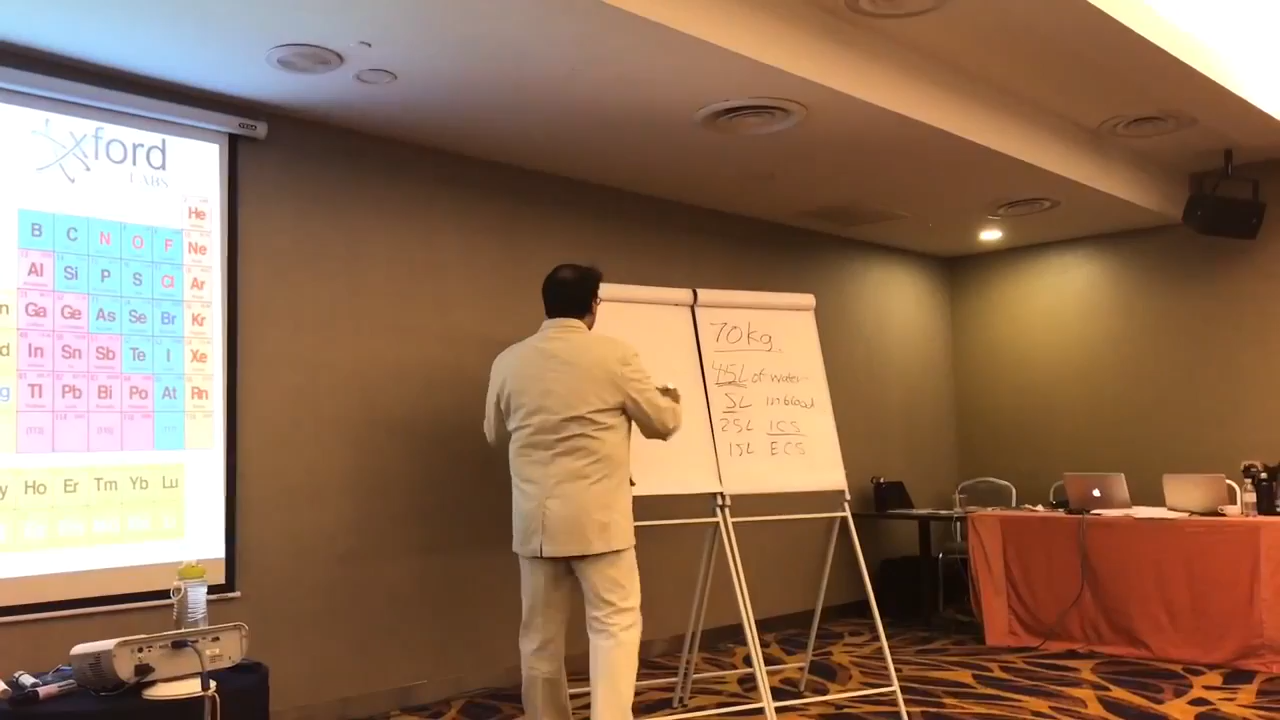 xford
LABS
He
B C N O F Ne
Al Si P S Cl Ar
n Ga Ge As Se Br Kr
d In Sn Sb Te I Xe
g Tl Pb Bi Po At Rn
y Ho Er Tm Yb Lu
70kg
45L of water
5L in blood
25L ICS
15L ECS